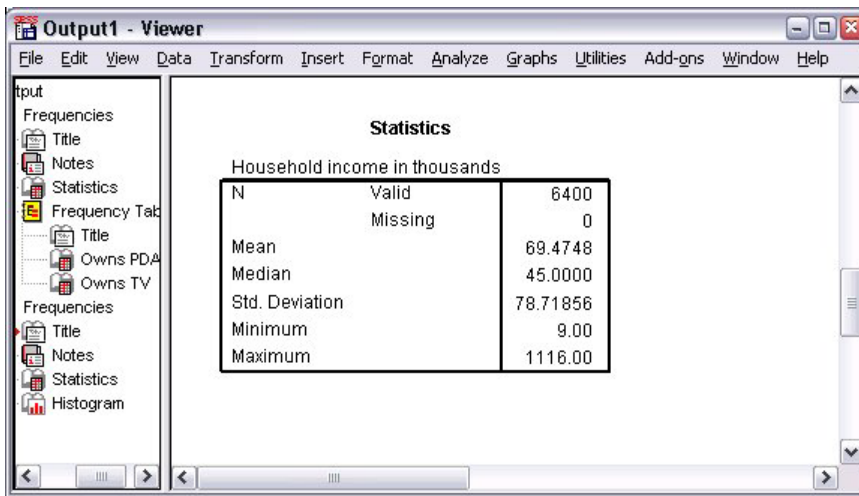 Output1 - Viewer
File Edit View Data Transform Insert Format Analyze Graphs Utilities Add-ons Window Help
tput
Frequencies
Title
Notes
Statistics
Frequency Tab
Title
Owns PDA
Owns TV
Frequencies
Title
Notes
Statistics
Histogram
Statistics
Household income in thousands
N Valid 6400
Missing 0
Mean 69.4748
Median 45.0000
Std. Deviation 78.71856
Minimum 9.00
Maximum 1116.00